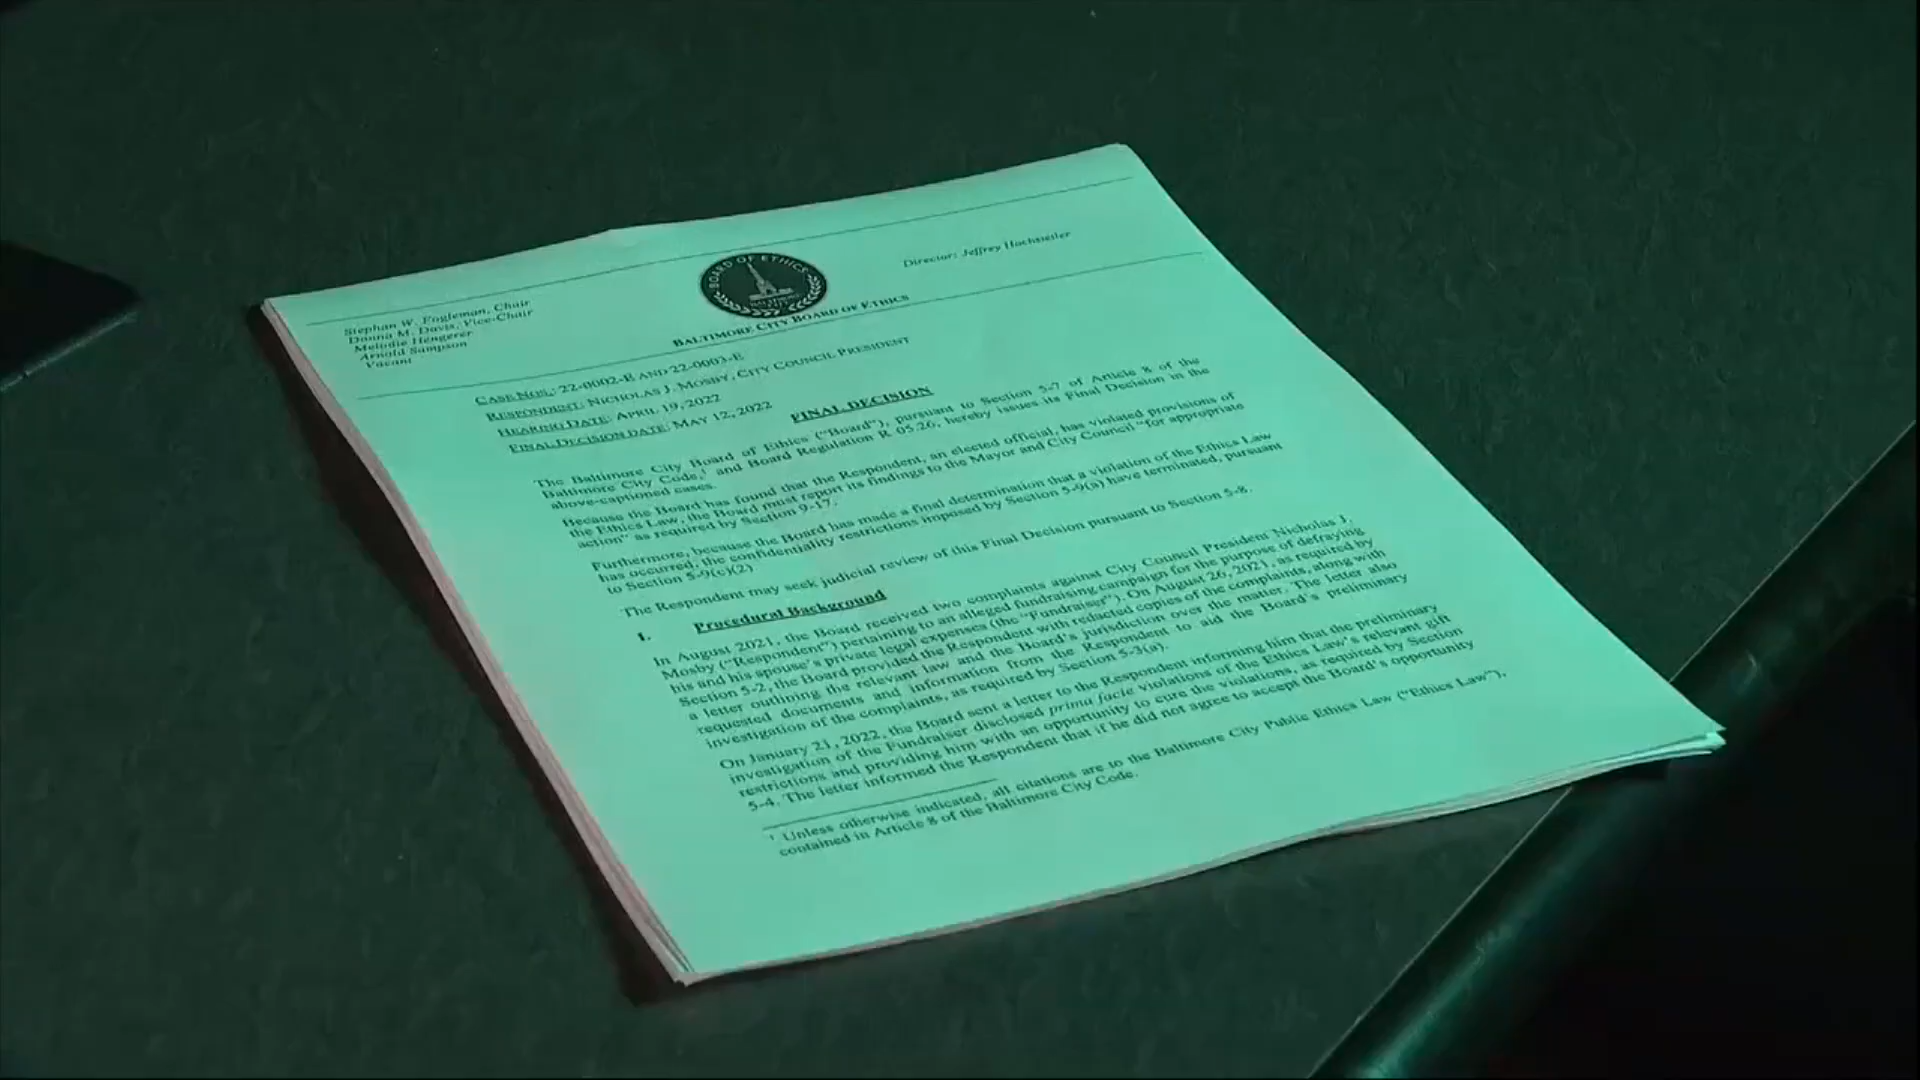 Stephan W. Fogleman, Chair
Donna M. Davis, Vice-Chair
Melodie Hengerer
Arnold Sampson
Vacant
BOARD OF ETHICS
Director: Jeffrey Hochstetler
BALTIMORE CITY BOARD OF ETHICS
CASE NOS.: 22-0002-E AND 22-0003-E
RESPONDENT: NICHOLAS J. MOSBY, CITY COUNCIL PRESIDENT
HEARING DATE: APRIL 19, 2022
FINAL DECISION DATE: MAY 12, 2022
FINAL DECISION
The Baltimore City Board of Ethics (“Board”), pursuant to Section 5-7 of Article 8 of the
Baltimore City Code,¹ and Board Regulation R 05.26, hereby issues its Final Decision in the
above-captioned cases.
Because the Board has found that the Respondent, an elected official, has violated provisions of
the Ethics Law, the Board must report its findings to the Mayor and City Council “for appropriate
action” as required by Section 9-17.
Furthermore, because the Board has made a final determination that a violation of the Ethics Law
has occurred, the confidentiality restrictions imposed by Section 5-9(a) have terminated, pursuant
to Section 5-9(c)(2)
The Respondent may seek judicial review of this Final Decision pursuant to Section 5-8.
I. Procedural Background
In August 2021, the Board received two complaints against City Council President Nicholas J.
Mosby (“Respondent”) pertaining to an alleged fundraising campaign for the purpose of defraying
his and his spouse’s private legal expenses (the “Fundraiser”). On August 26, 2021, as required by
Section 5-2, the Board provided the Respondent with redacted copies of the complaints, along with
a letter outlining the relevant law and the Board’s jurisdiction over the matter. The letter also
requested documents and information from the Respondent to aid the Board’s preliminary
investigation of the complaints, as required by Section 5-3(a).
On January 21, 2022, the Board sent a letter to the Respondent informing him that the preliminary
investigation of the Fundraiser disclosed prima facie violations of the Ethics Law’s relevant gift
restrictions and providing him with an opportunity to cure the violations, as required by Section
5-4. The letter informed the Respondent that if he did not agree to accept the Board’s opportunity
¹ Unless otherwise indicated, all citations are to the Baltimore City Public Ethics Law (“Ethics Law”),
contained in Article 8 of the Baltimore City Code.